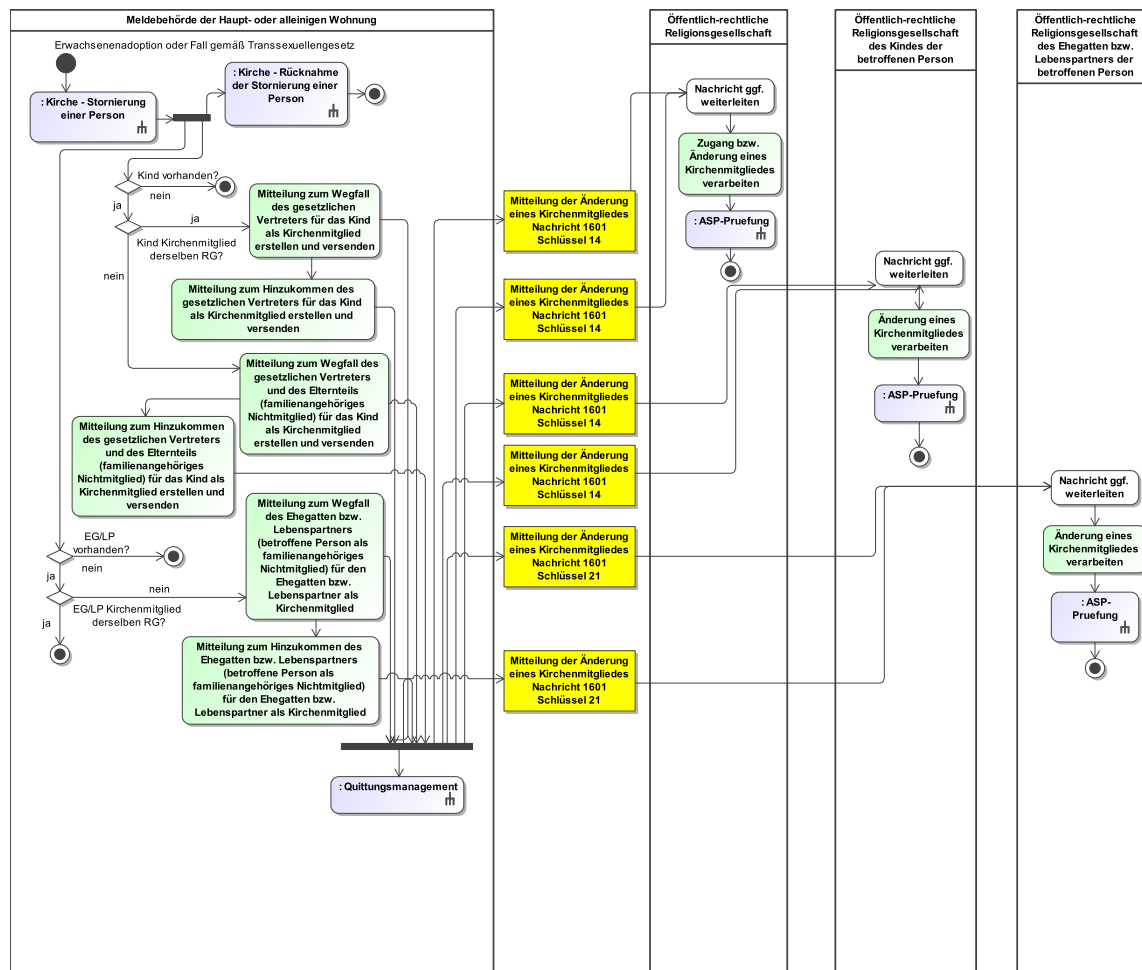 Meldebehörde der Haupt- oder alleinigen Wohnung
Erwachsenenadoption oder Fall gemäß Transsexuellengesetz
: Kirche - Stornierung
einer Person
: Kirche - Rücknahme
der Stornierung einer
Person
Kind vorhanden?
nein
ja
ja
Kind Kirchenmitglied
derselben RG?
nein
Mitteilung zum Wegfall
des gesetzlichen
Vertreters für das Kind
als Kirchenmitglied
erstellen und versenden
Mitteilung zum Hinzukommen des
gesetzlichen Vertreters für das Kind
als Kirchenmitglied erstellen und
versenden
Mitteilung zum Wegfall des
gesetzlichen Vertreters
und des Elternteils
(familienangehöriges
Nichtmitglied) für das Kind
als Kirchenmitglied
erstellen und versenden
Mitteilung zum Hinzukommen
des gesetzlichen Vertreters
und des Elternteils
(familienangehöriges
Nichtmitglied) für das Kind als
Kirchenmitglied erstellen und
versenden
EG/LP
vorhanden?
nein
ja
nein
EG/LP Kirchenmitglied
derselben RG?
ja
Mitteilung zum Wegfall
des Ehegatten bzw.
Lebenspartners
(betroffene Person als
familienangehöriges
Nichtmitglied) für den
Ehegatten bzw.
Lebenspartner als
Kirchenmitglied
Mitteilung zum Hinzukommen des
Ehegatten bzw. Lebenspartners
(betroffene Person als
familienangehöriges Nichtmitglied)
für den Ehegatten bzw.
Lebenspartner als Kirchenmitglied
: Quittungsmanagement
Mitteilung der Änderung
eines Kirchenmitgliedes
Nachricht 1601
Schlüssel 14
Mitteilung der Änderung
eines Kirchenmitgliedes
Nachricht 1601
Schlüssel 14
Mitteilung der Änderung
eines Kirchenmitgliedes
Nachricht 1601
Schlüssel 14
Mitteilung der Änderung
eines Kirchenmitgliedes
Nachricht 1601
Schlüssel 14
Mitteilung der Änderung
eines Kirchenmitgliedes
Nachricht 1601
Schlüssel 21
Mitteilung der Änderung
eines Kirchenmitgliedes
Nachricht 1601
Schlüssel 21
Öffentlich-rechtliche
Religionsgesellschaft
Nachricht ggf.
weiterleiten
Zugang bzw.
Änderung eines
Kirchenmitgliedes
verarbeiten
: ASP-Pruefung
Öffentlich-rechtliche
Religionsgesellschaft
des Kindes der
betroffenen Person
Nachricht ggf.
weiterleiten
Änderung eines
Kirchenmitgliedes
verarbeiten
: ASP-Pruefung
Öffentlich-rechtliche
Religionsgesellschaft
des Ehegatten bzw.
Lebenspartners der
betroffenen Person
Nachricht ggf.
weiterleiten
Änderung eines
Kirchenmitgliedes
verarbeiten
: ASP-
Pruefung